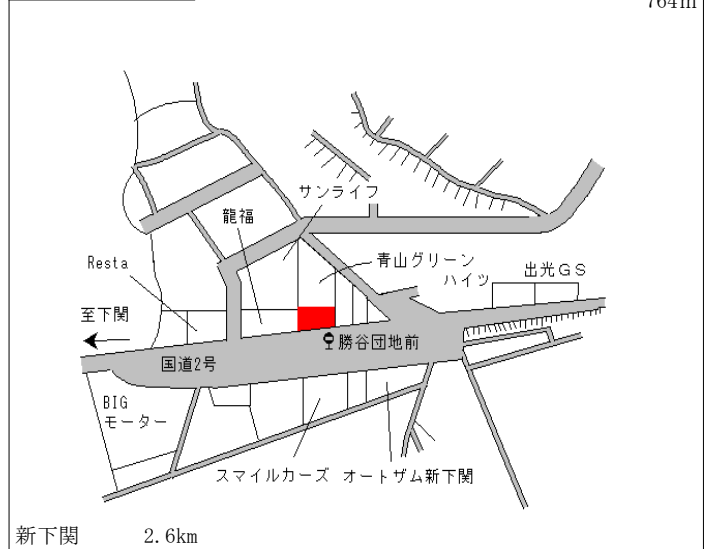 764m
サンライフ
龍福
青山グリーン
ハイツ
出光GS
Resta
至下関
勝谷団地前
国道2号
BIG
モーター
スマイルカーズ
オートザム新下関
新下関 2.6km